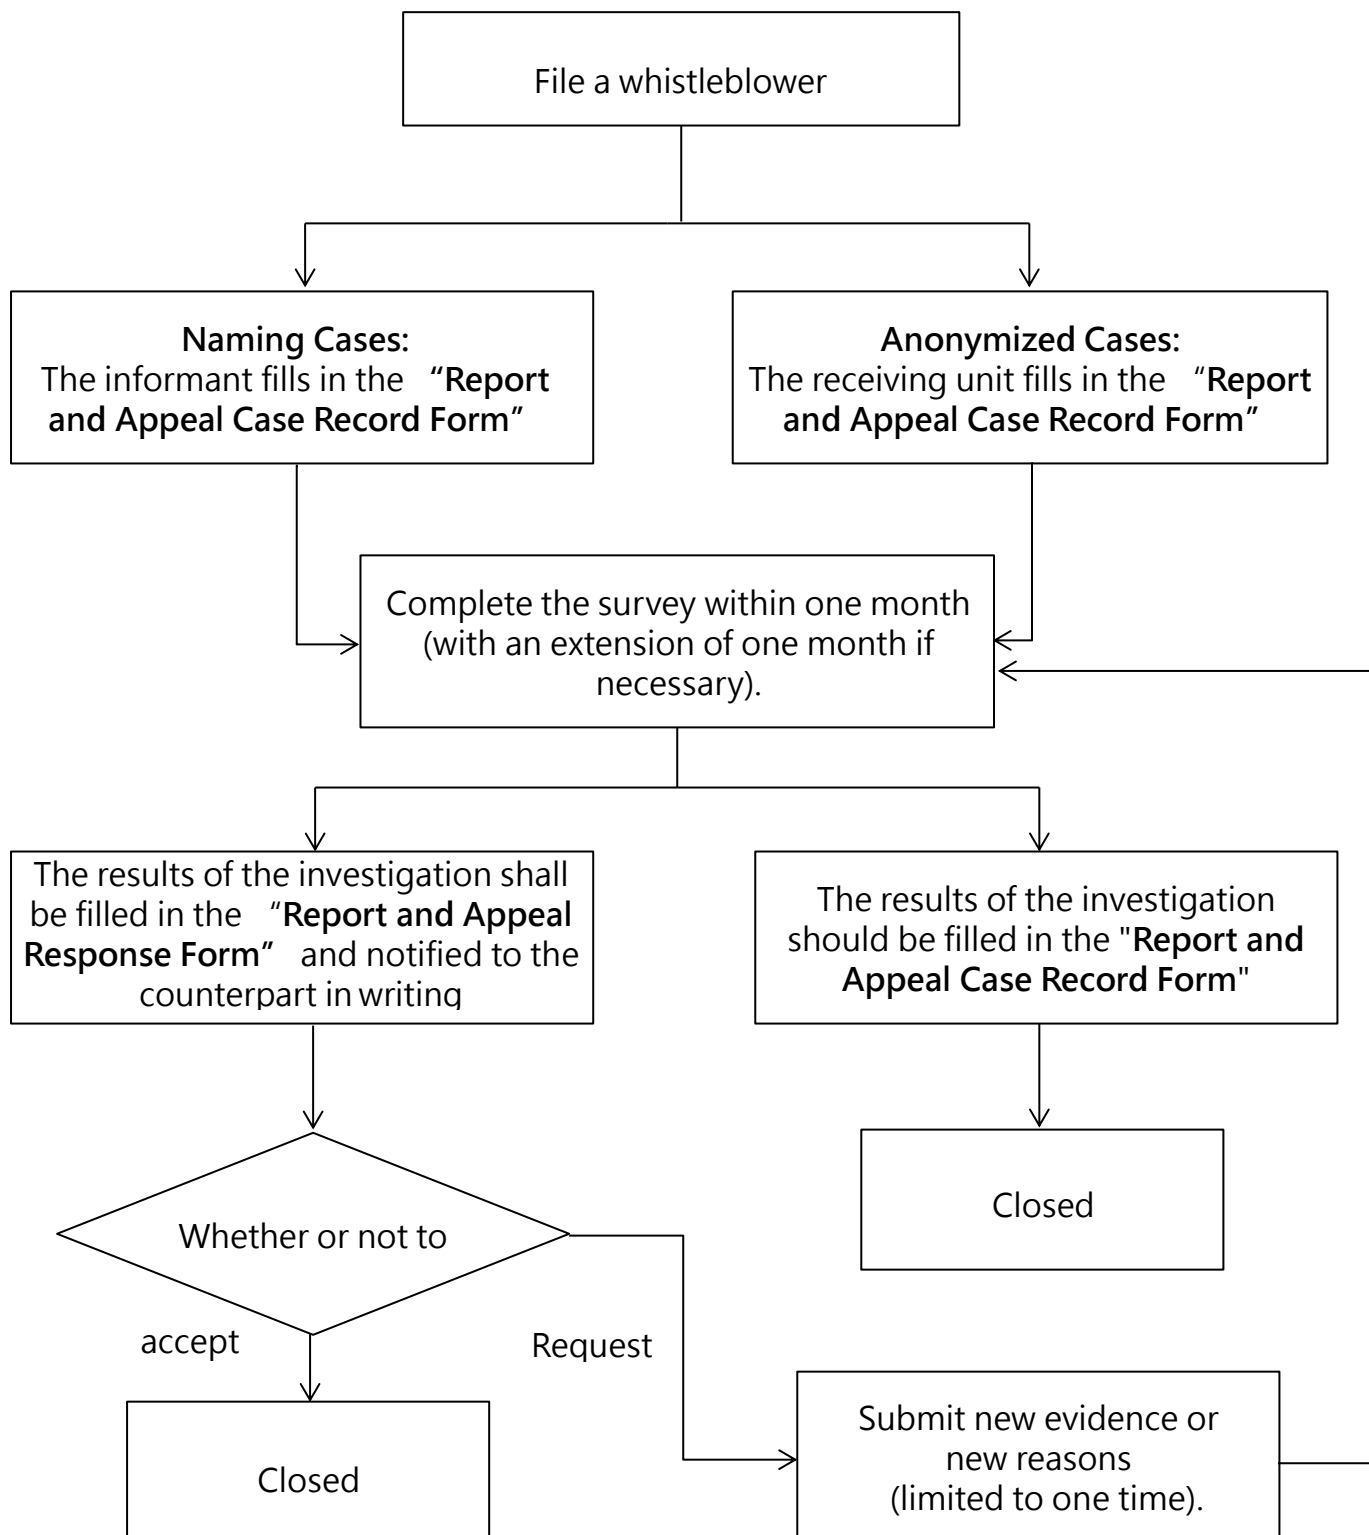 File a whistleblower
Naming Cases:
The informant fills in the “Report
and Appeal Case Record Form”
Anonymized Cases:
The receiving unit fills in the “Report
and Appeal Case Record Form”
Complete the survey within one month
(with an extension of one month if
necessary).
The results of the investigation shall
be filled in the “Report and Appeal
Response Form” and notified to the
counterpart in writing
The results of the investigation
should be filled in the "Report and
Appeal Case Record Form"
Closed
Whether or not to
accept
Request
Closed
Submit new evidence or
new reasons
(limited to one time).